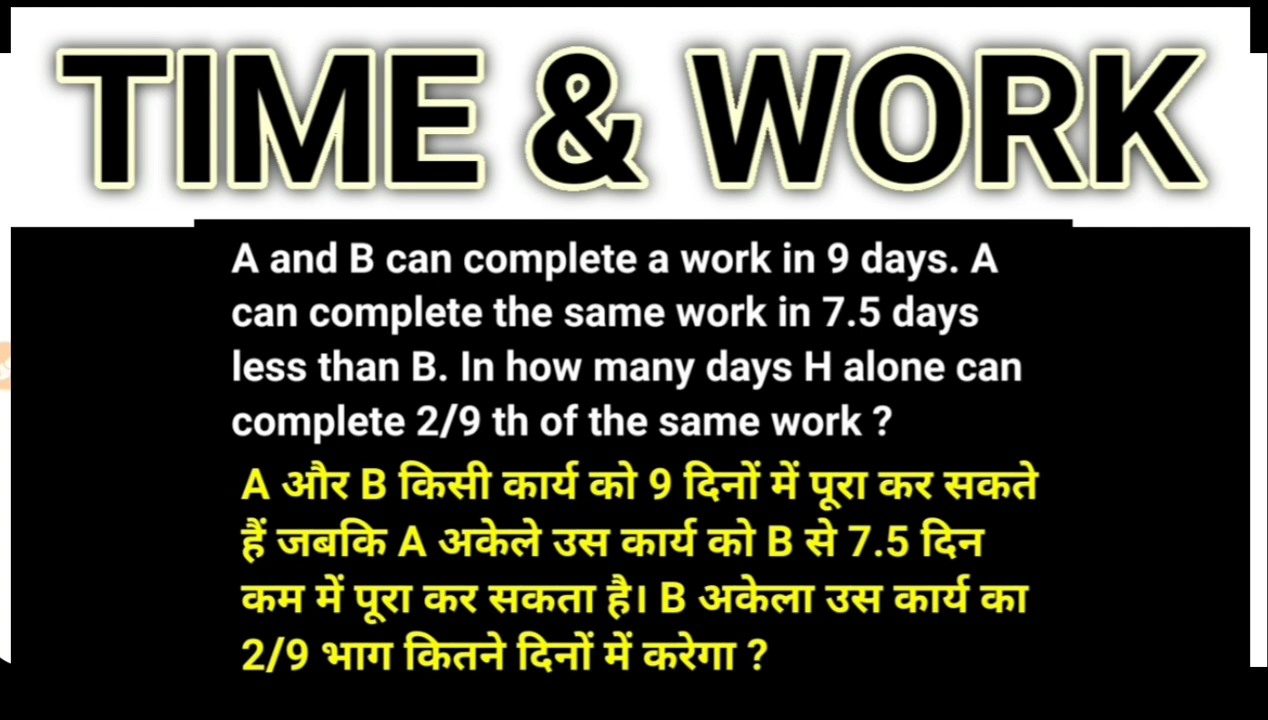 TIME & WORK
A and B can complete a work in 9 days. A
can complete the same work in 7.5 days
less than B. In how many days H alone can
complete 2/9 th of the same work ?
A और B किसी कार्य को 9 दिनों में पूरा कर सकते
हैं जबकि A अकेले उस कार्य को B से 7.5 दिन
कम में पूरा कर सकता है। B अकेला उस कार्य का
2/9 भाग कितने दिनों में करेगा ?